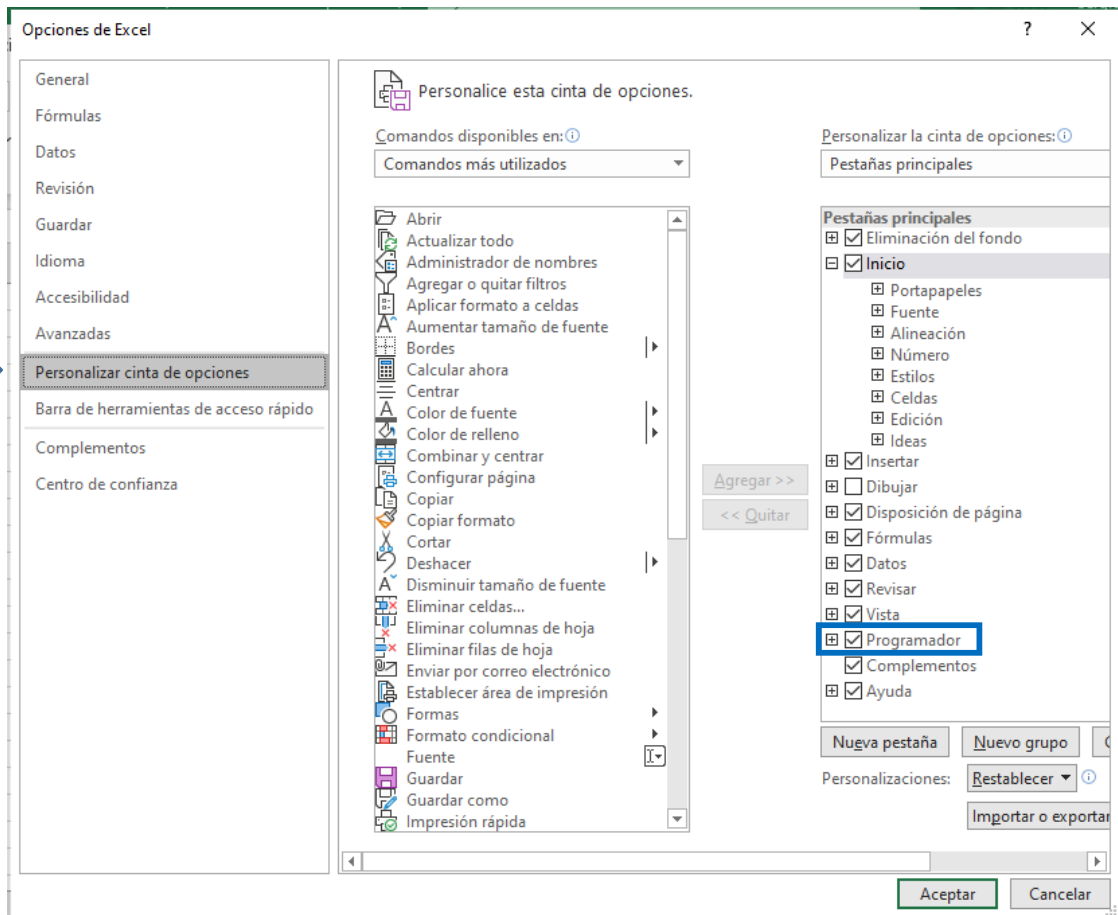 Opciones de Excel
?
General
Fórmulas
Datos
Revisión
Guardar
Idioma
Accesibilidad
Avanzadas
Personalizar cinta de opciones
Barra de herramientas de acceso rápido
Complementos
Centro de confianza
Personalice esta cinta de opciones.
Comandos disponibles en:
Comandos más utilizados
Abrir
Actualizar todo
Administrador de nombres
Agregar o quitar filtros
Aplicar formato a celdas
Aumentar tamaño de fuente
Bordes
Calcular ahora
Centrar
Color de fuente
Color de relleno
Combinar y centrar
Configurar página
Copiar
Copiar formato
Cortar
Deshacer
Disminuir tamaño de fuente
Eliminar celdas...
Eliminar columnas de hoja
Eliminar filas de hoja
Enviar por correo electrónico
Establecer área de impresión
Formas
Formato condicional
Fuente
Guardar
Guardar como
Impresión rápida
Agregar >>
<< Quitar
Personalizar la cinta de opciones:
Pestañas principales
Pestañas principales
Eliminación del fondo
Inicio
Portapapeles
Fuente
Alineación
Número
Estilos
Celdas
Edición
Ideas
Insertar
Dibujar
Disposición de página
Fórmulas
Datos
Revisar
Vista
Programador
Complementos
Ayuda
Nueva pestaña
Nuevo grupo
Personalizaciones:
Restablecer
Importar o exportar
Aceptar
Cancelar